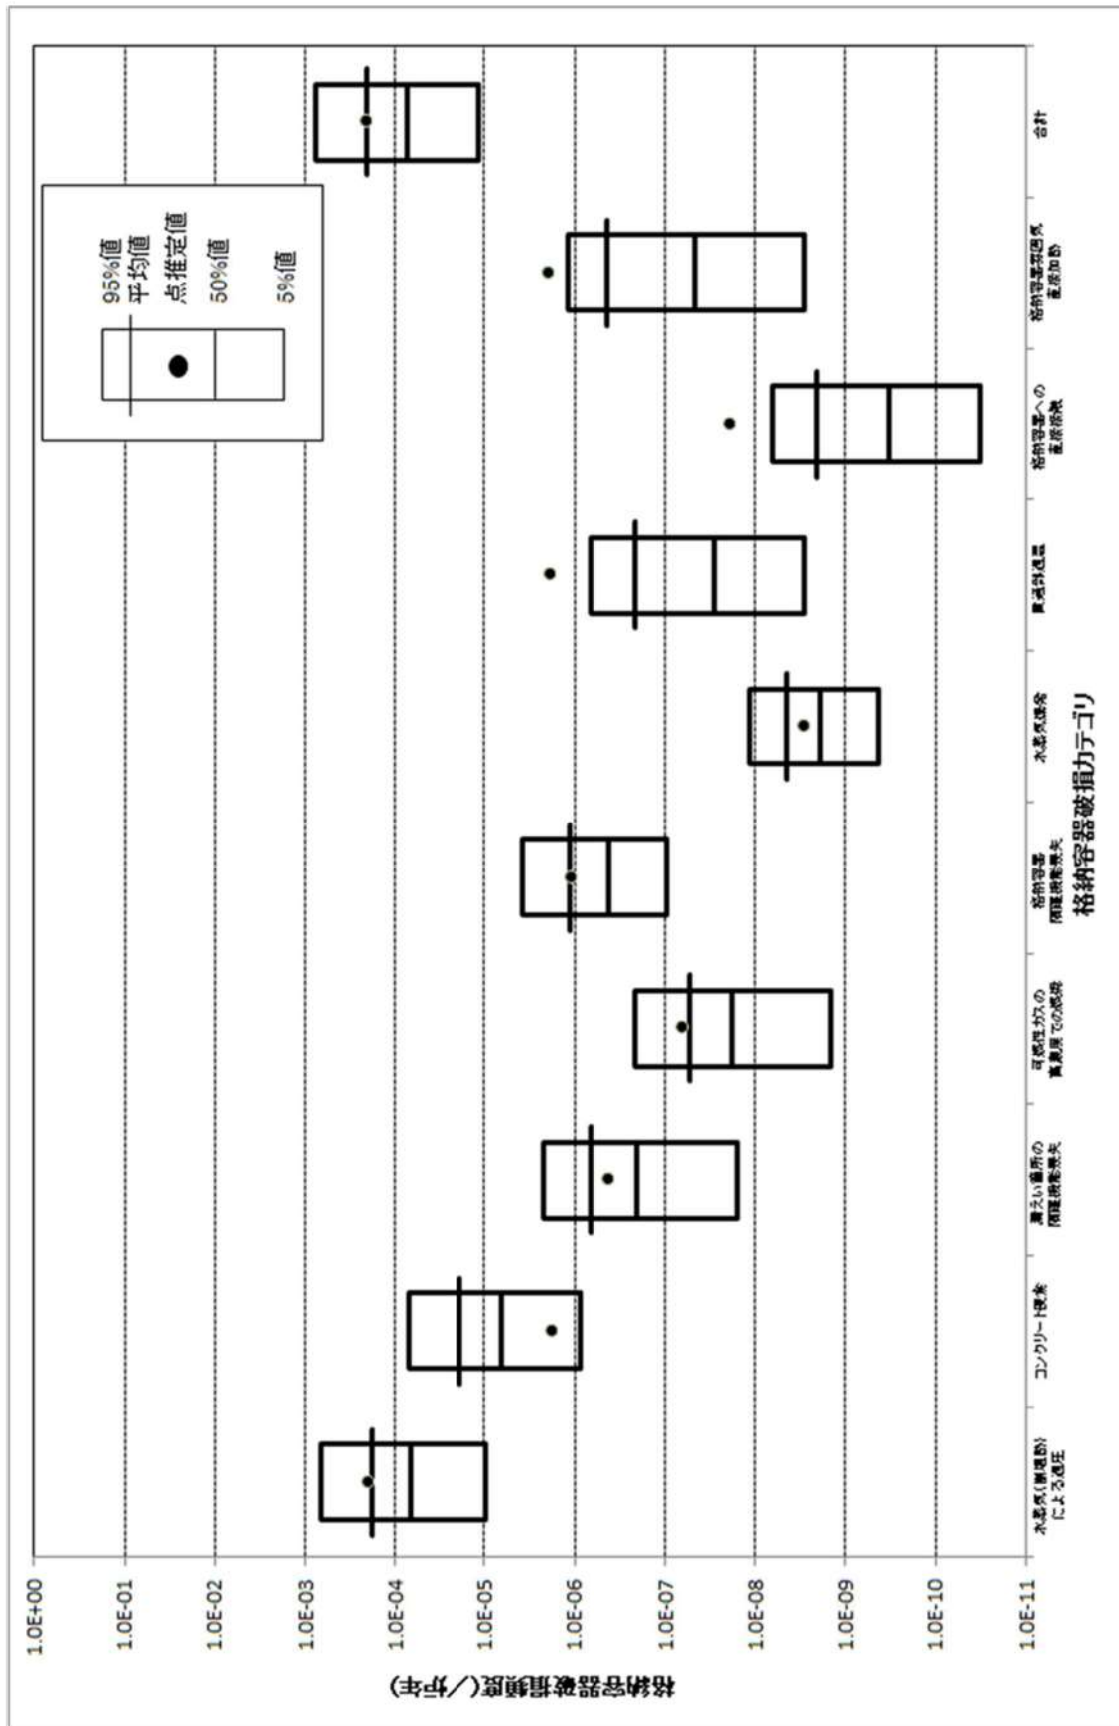 95%値
平均値
点推定値
50%値
5%値
1.0E+00
1.0E-01
1.0E-02
1.0E-03
1.0E-04
1.0E-05
1.0E-06
1.0E-07
1.0E-08
1.0E-09
1.0E-10
1.0E-11
格納容器破損頻度(/炉年)
水蒸気(崩壊熱)
による過圧
コンクリート侵食
漏えい箇所の
隔離機能喪失
可燃性ガスの
高濃度での燃焼
格納容器
隔離機能喪失
水蒸気爆発
貫通部過温
格納容器への
直接接触
格納容器雰囲気
直接加熱
合計
格納容器破損カテゴリ